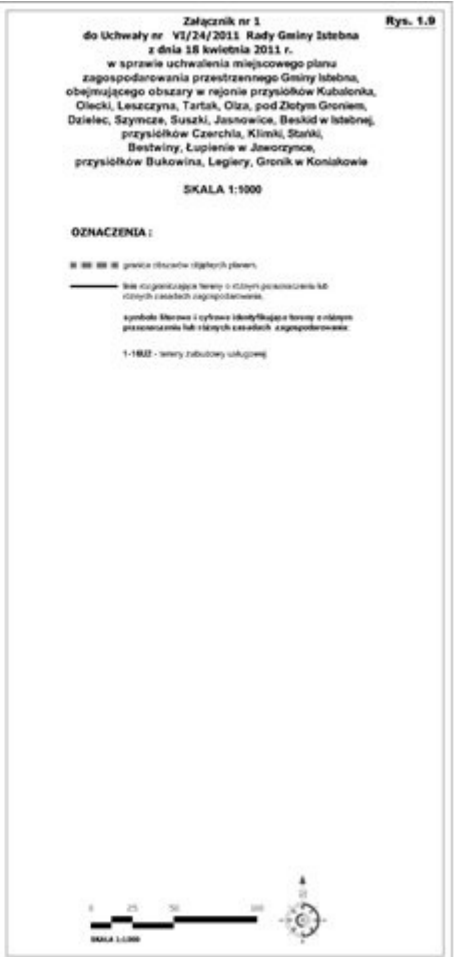 Załącznik nr 1
Rys. 1.9
do Uchwały nr VI/24/2011 Rady Gminy Istebna
z dnia 18 kwietnia 2011 r.
w sprawie uchwalenia miejscowego planu
zagospodarowania przestrzennego Gminy Istebna,
obejmującego obszary w rejonie przysiółków Kubalonka,
Olecki, Leszczyna, Tartak, Olza, pod Złotym Groniem,
Dzielec, Szymcze, Suszki, Jasnowice, Beskid w Istebnej,
przysiółków Czerchla, Klimki, Stańki,
Bestwiny, Łupienie w Jaworzynce,
przysiółków Bukowina, Legiery, Gronik w Koniakowie
SKALA 1:1000
OZNACZENIA :
granica obszarów objętych planem,
linie rozgraniczające tereny o różnym przeznaczeniu lub
różnych zasadach zagospodarowania,
symbole literowe i cyfrowe identyfikujące tereny o różnym
przeznaczeniu lub różnych zasadach zagospodarowania:
1-16U2 - tereny zabudowy usługowej
0 25 50 100
SKALA 1:1000